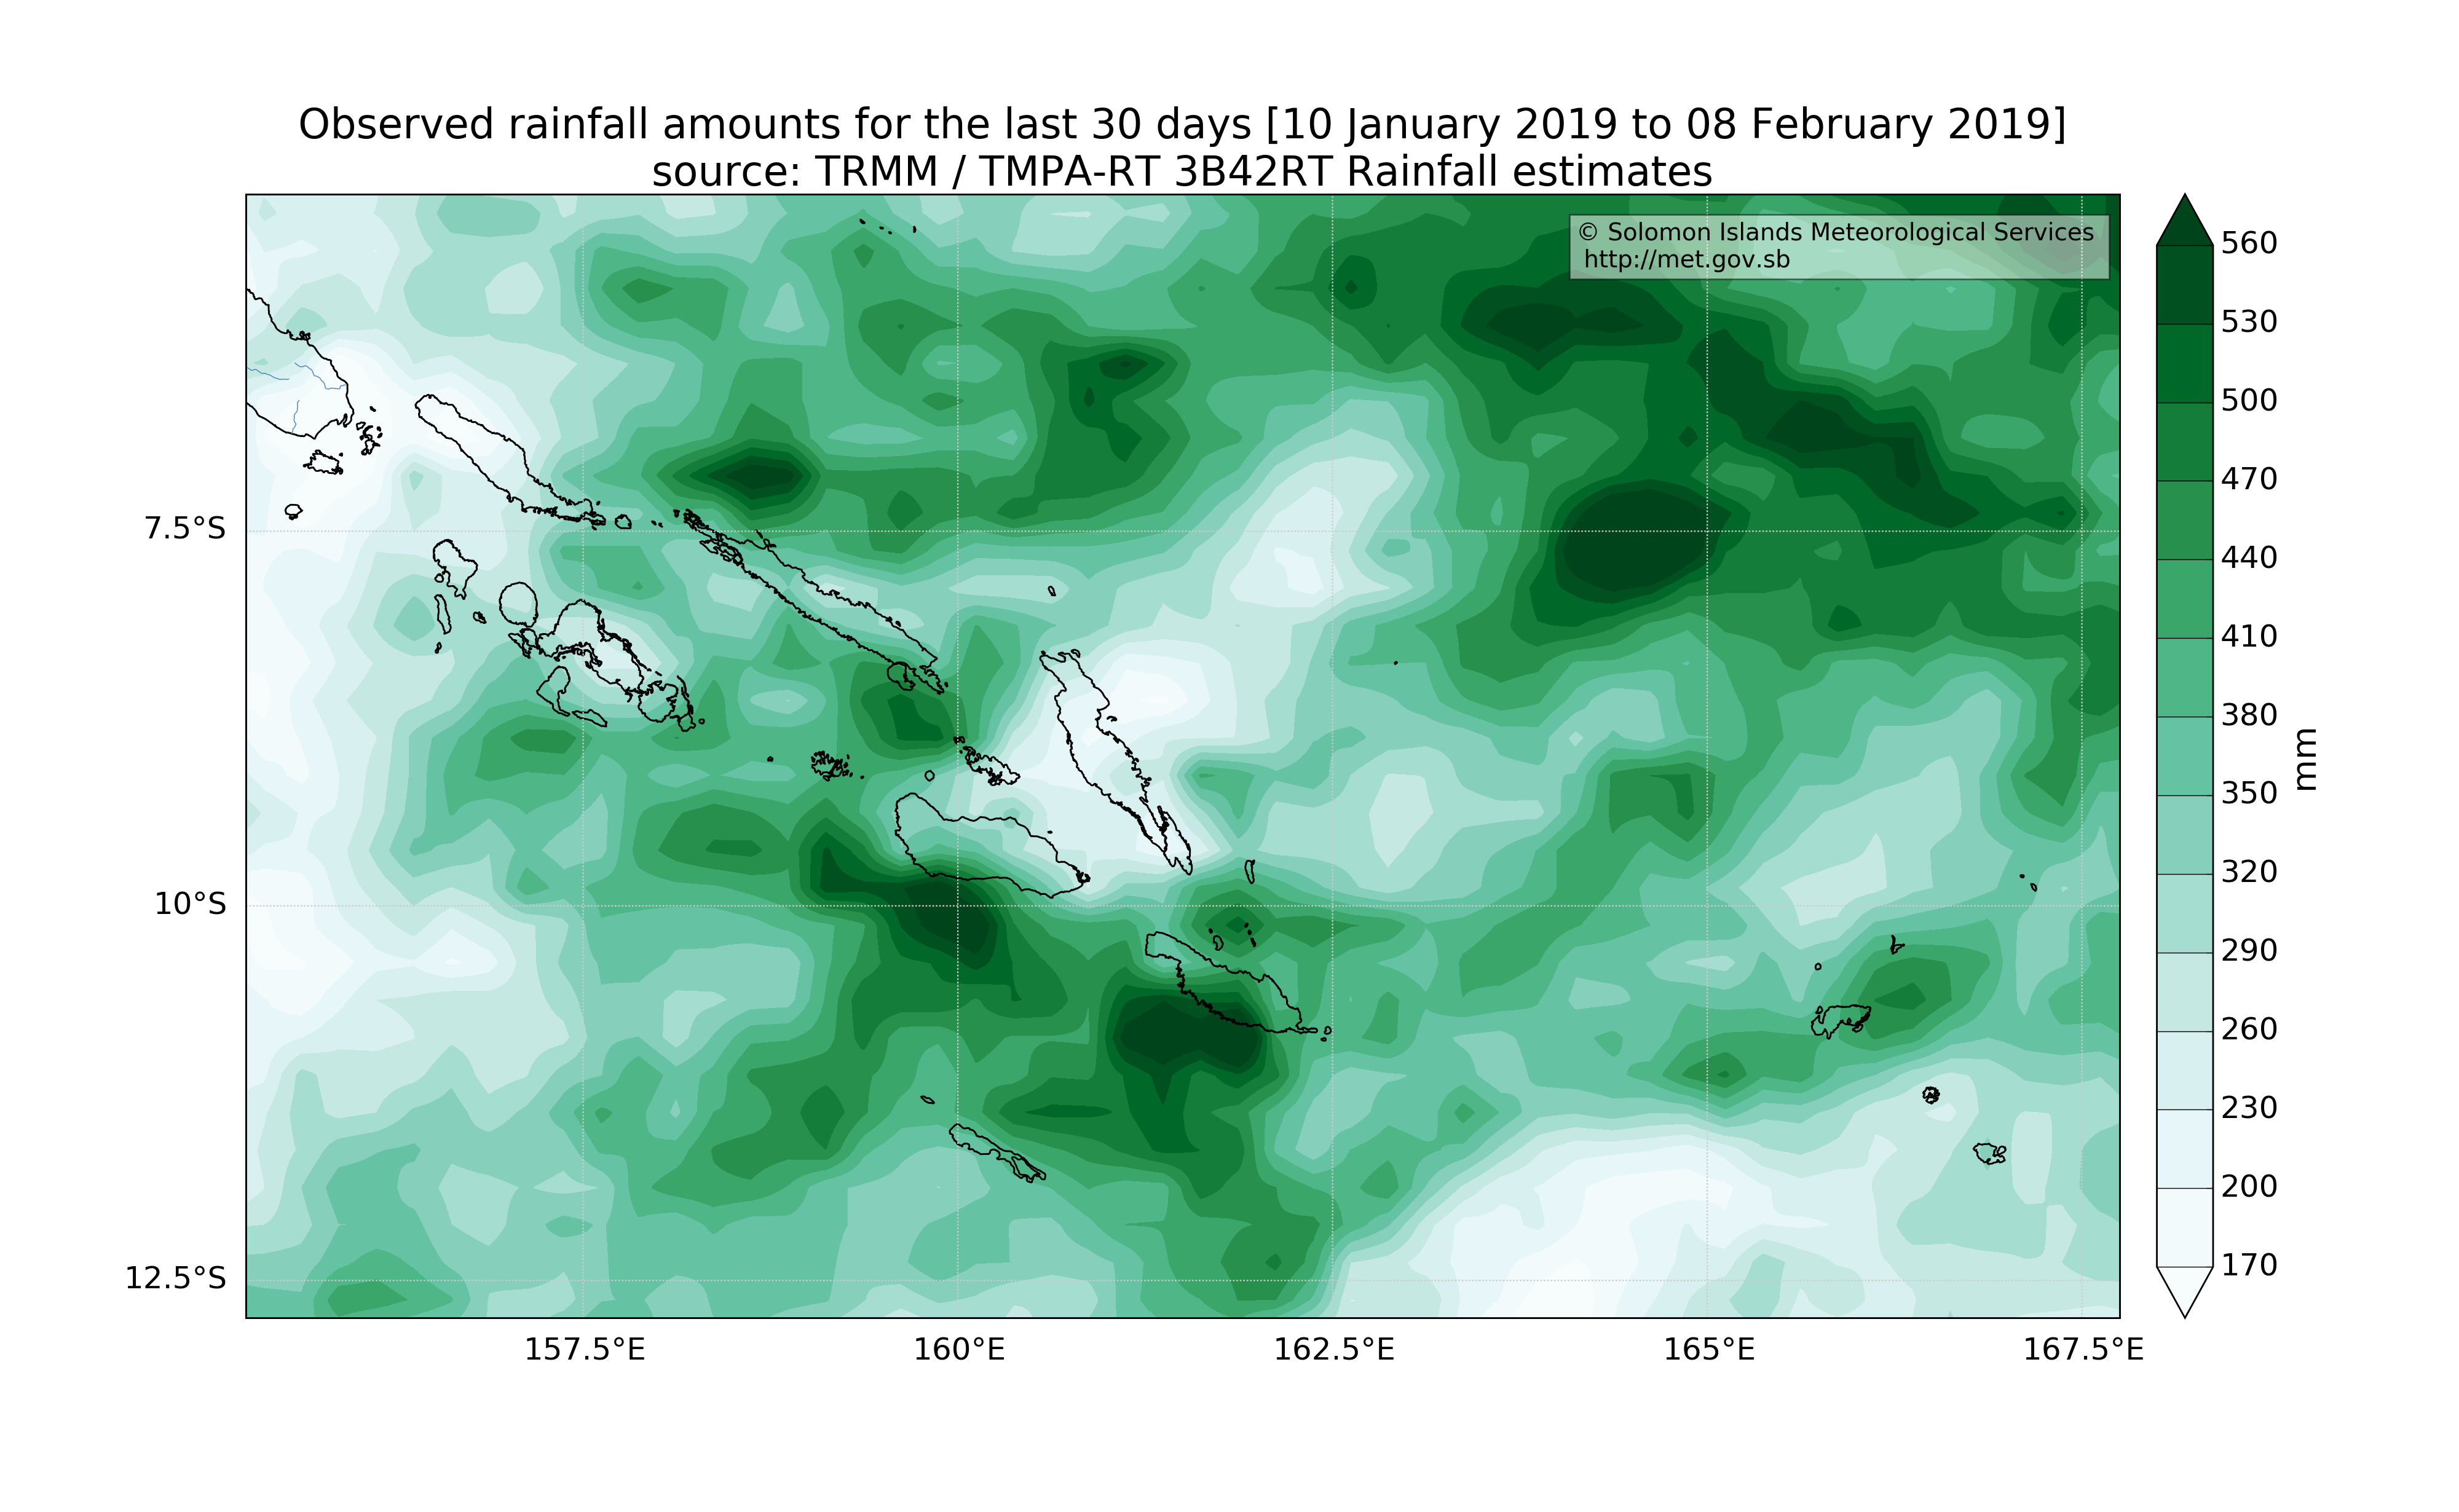 Observed rainfall amounts for the last 30 days [10 January 2019 to 08 February 2019]
source: TRMM / TMPA-RT 3B42RT Rainfall estimates
© Solomon Islands Meteorological Services
http://met.gov.sb
7.5°S
10°S
12.5°S
157.5°E
160°E
162.5°E
165°E
167.5°E
560
530
500
470
440
410
380
350
320
290
260
230
200
170
mm